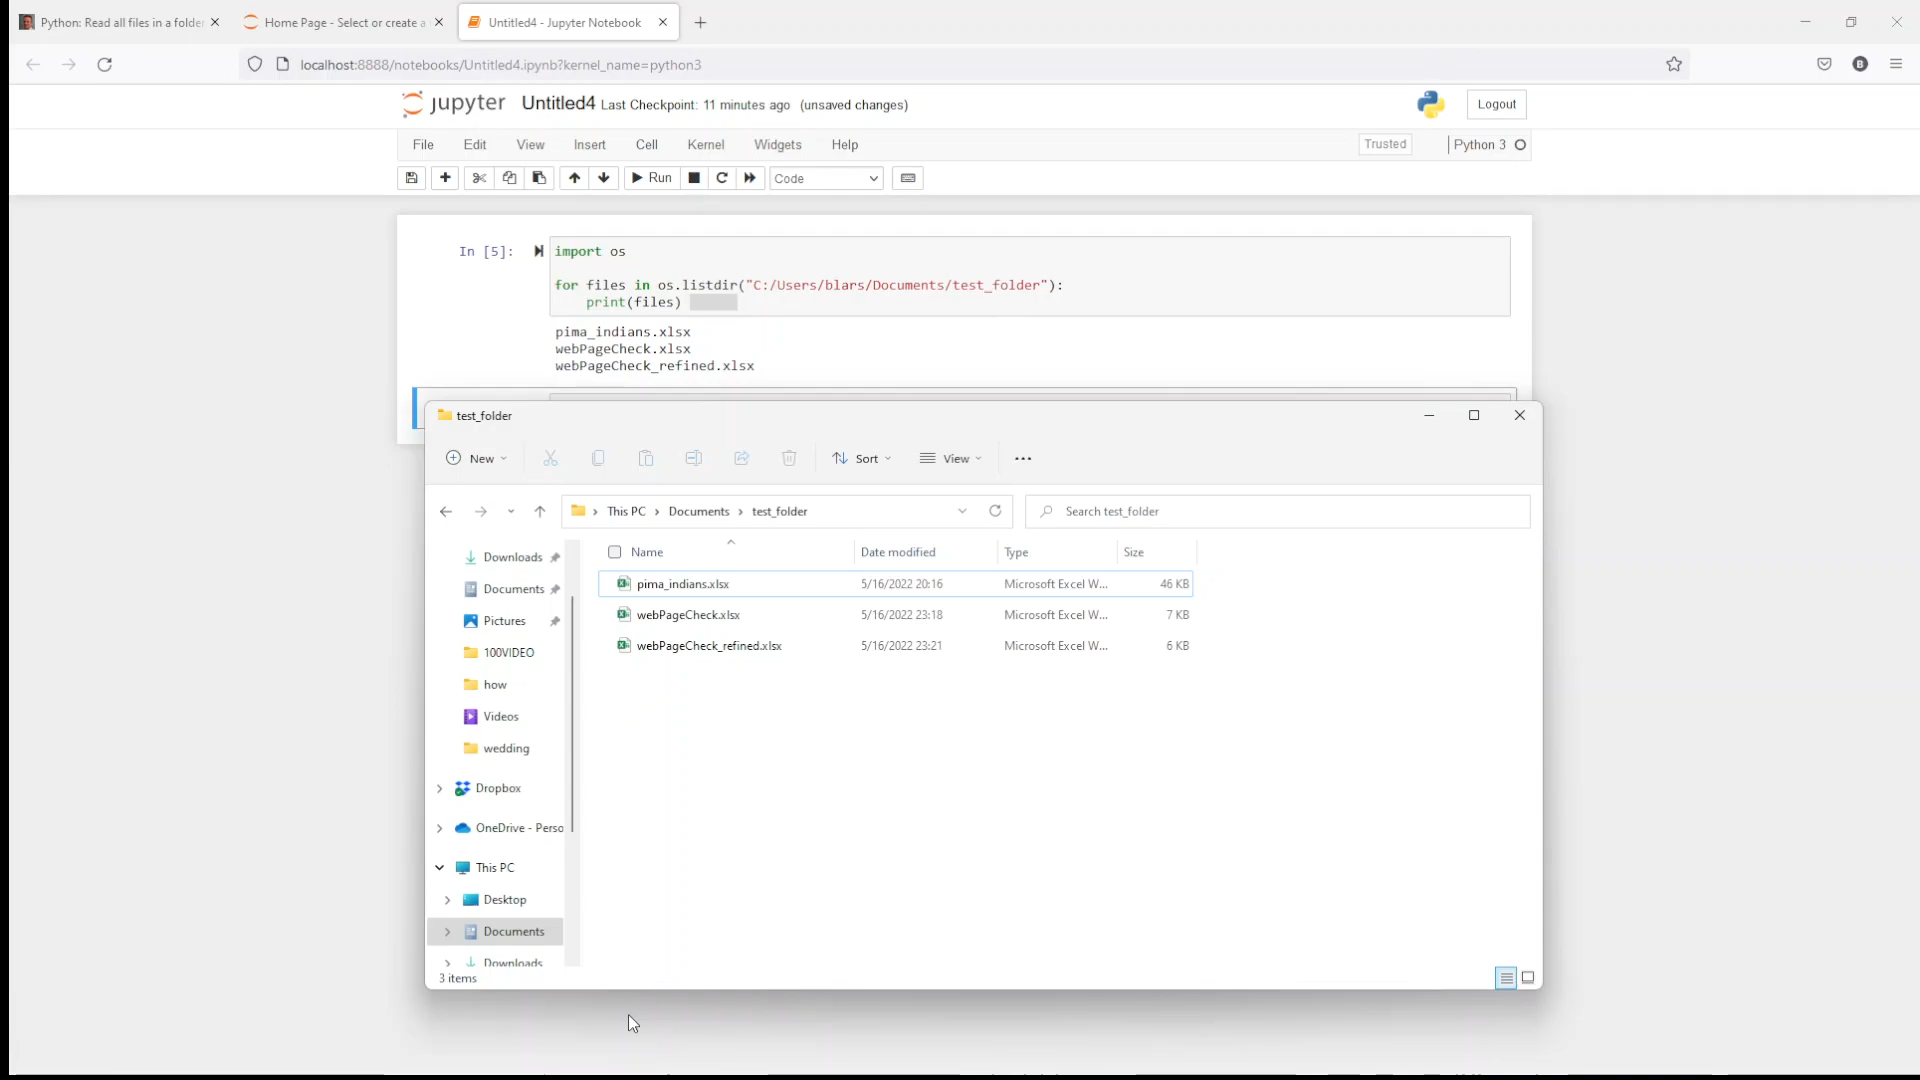 Python: Read all files in a folder
Home Page - Select or create a
Untitled4 - Jupyter Notebook
localhost:8888/notebooks/Untitled4.ipynb?kernel_name=python3
B
jupyter Untitled4 Last Checkpoint: 11 minutes ago (unsaved changes)
Logout
File Edit View Insert Cell Kernel Widgets Help
Trusted
Python 3
Run
Code
In [5]:
import os
for files in os.listdir("C:/Users/blars/Documents/test_folder"):
print(files)
pima_indians.xlsx
webPageCheck.xlsx
webPageCheck_refined.xlsx
test_folder
New Sort View
This PC > Documents > test_folder
Search test_folder
Name Date modified Type Size
pima_indians.xlsx 5/16/2022 20:16 Microsoft Excel W... 46 KB
webPageCheck.xlsx 5/16/2022 23:18 Microsoft Excel W... 7 KB
webPageCheck_refined.xlsx 5/16/2022 23:21 Microsoft Excel W... 6 KB
Downloads
Documents
Pictures
100VIDEO
how
Videos
wedding
Dropbox
OneDrive - Perso
This PC
Desktop
Documents
Downloads
3 items